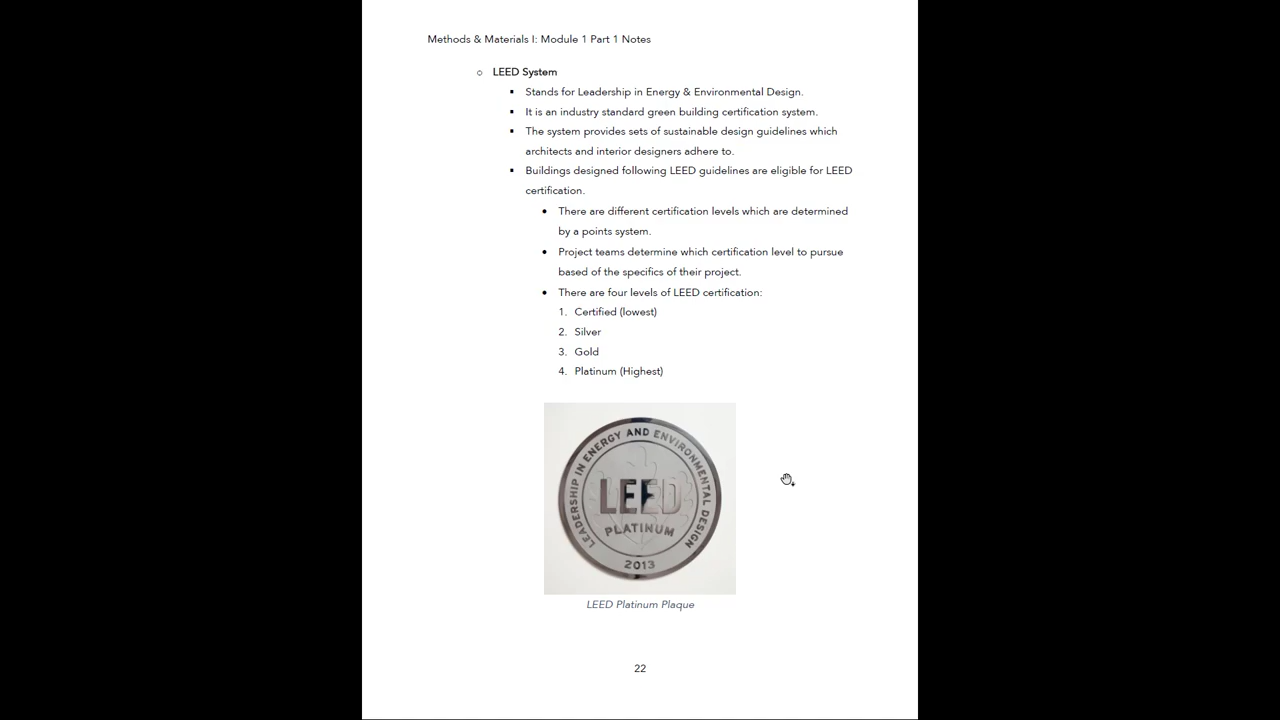 Methods & Materials I: Module 1 Part 1 Notes
○ LEED System
▪ Stands for Leadership in Energy & Environmental Design.
▪ It is an industry standard green building certification system.
▪ The system provides sets of sustainable design guidelines which
architects and interior designers adhere to.
▪ Buildings designed following LEED guidelines are eligible for LEED
certification.
• There are different certification levels which are determined
by a points system.
• Project teams determine which certification level to pursue
based of the specifics of their project.
• There are four levels of LEED certification:
1. Certified (lowest)
2. Silver
3. Gold
4. Platinum (Highest)
LEADERSHIP IN ENERGY AND ENVIRONMENTAL DESIGN
LEED
PLATINUM
2013
LEED Platinum Plaque
22